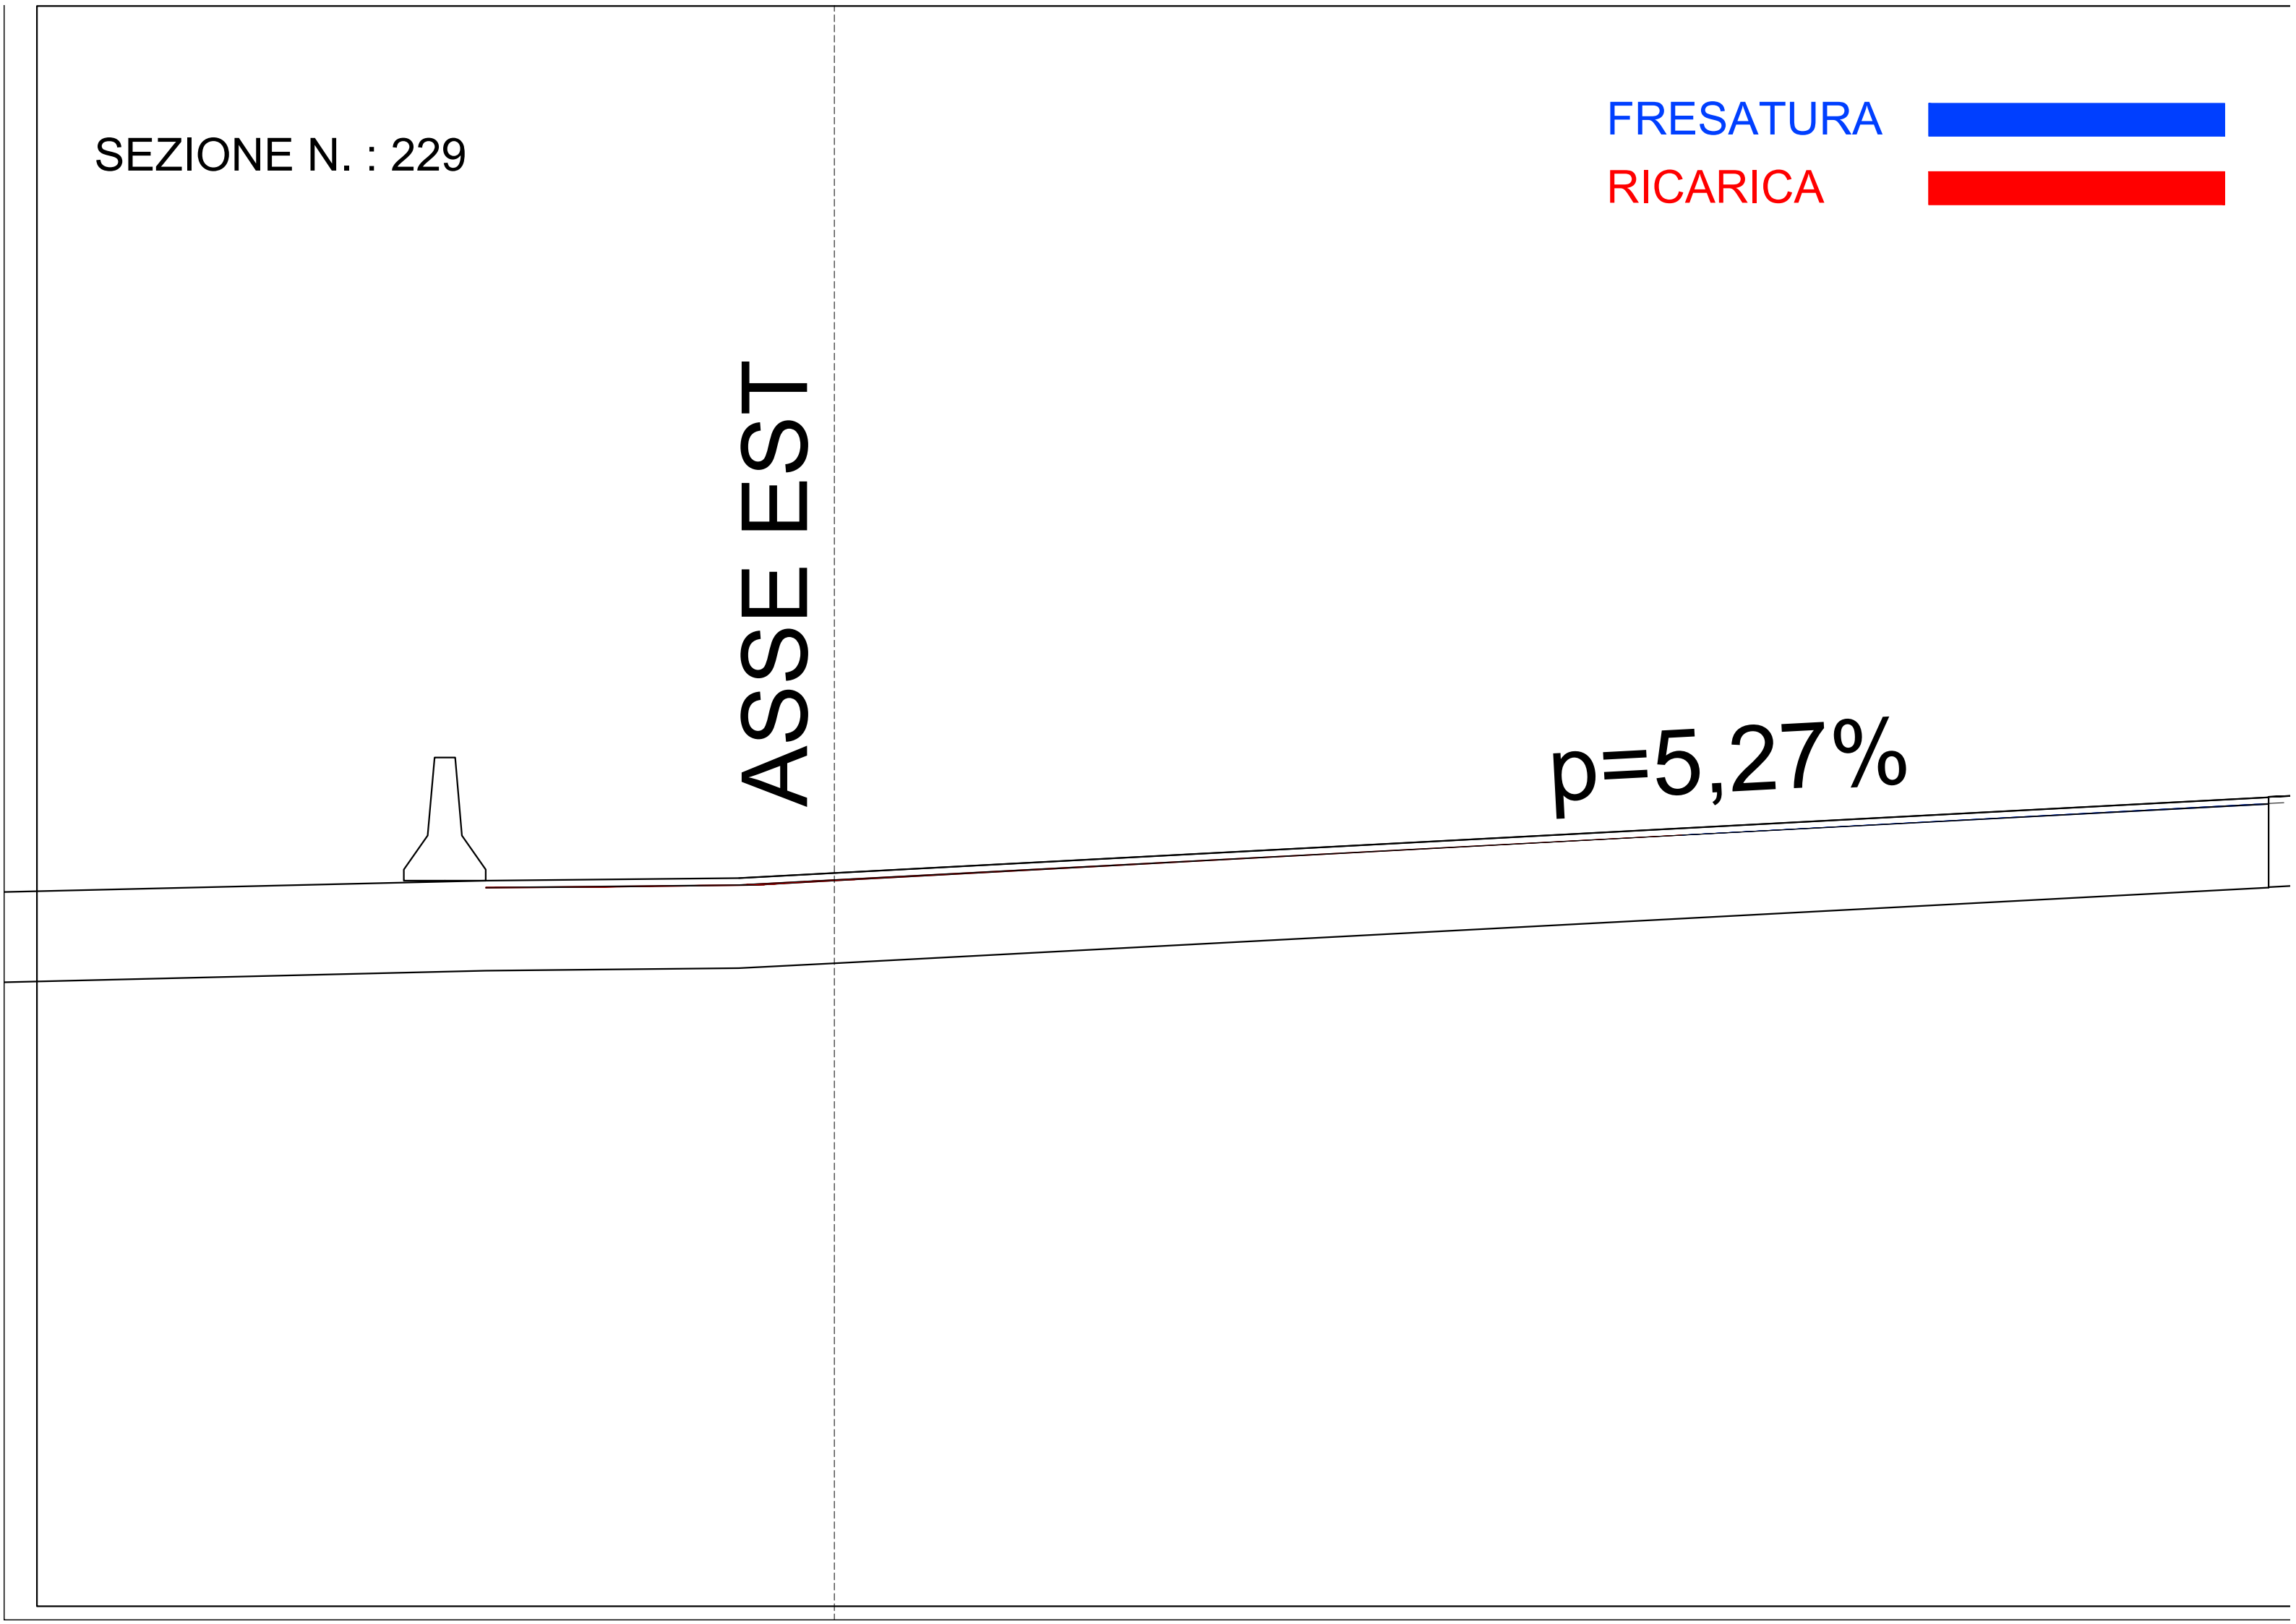 SEZIONE N. : 229
FRESATURA
RICARICA
ASSE EST
p=5,27%